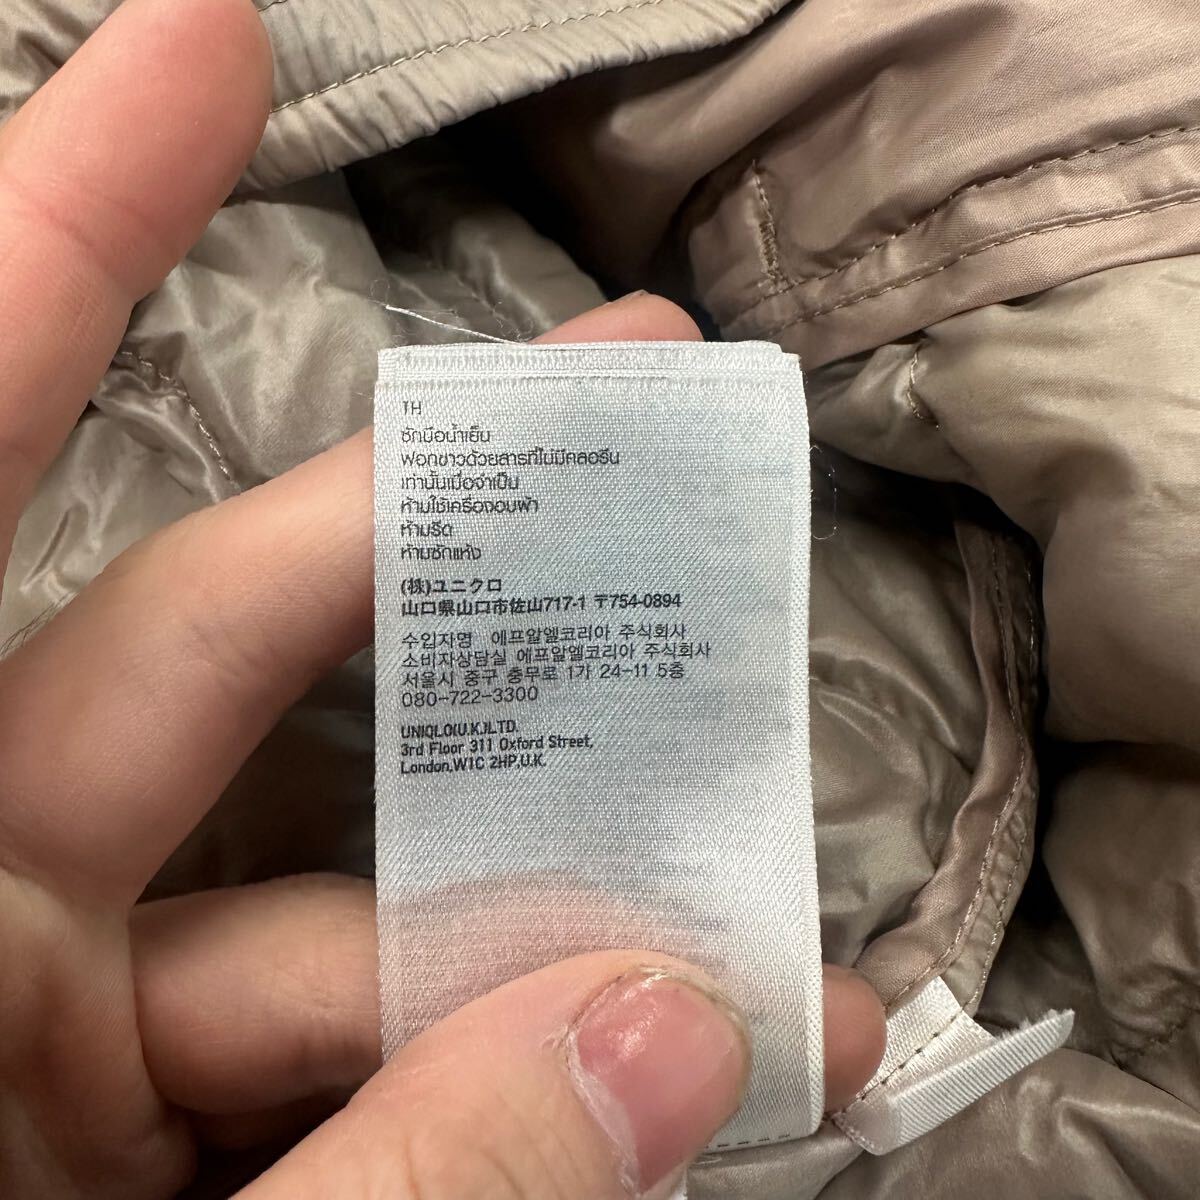 TH
ซักมือน้ำเย็น
ฟอกขาวด้วยสารที่ไม่มีคลอรีน
เท่านั้นเมื่อจำเป็น
ห้ามใช้เครื่องอบผ้า
ห้ามรีด
ห้ามซักแห้ง
(株)ユニクロ
山口県山口市佐山717-1 〒754-0894
수입자명 에프알엘코리아 주식회사
소비자상담실 에프알엘코리아 주식회사
서울시 중구 충무로 1가 24-11 5층
080-722-3300
UNIQLO(U.K.)LTD.
3rd Floor 311 Oxford Street,
London,W1C 2HP,U.K.